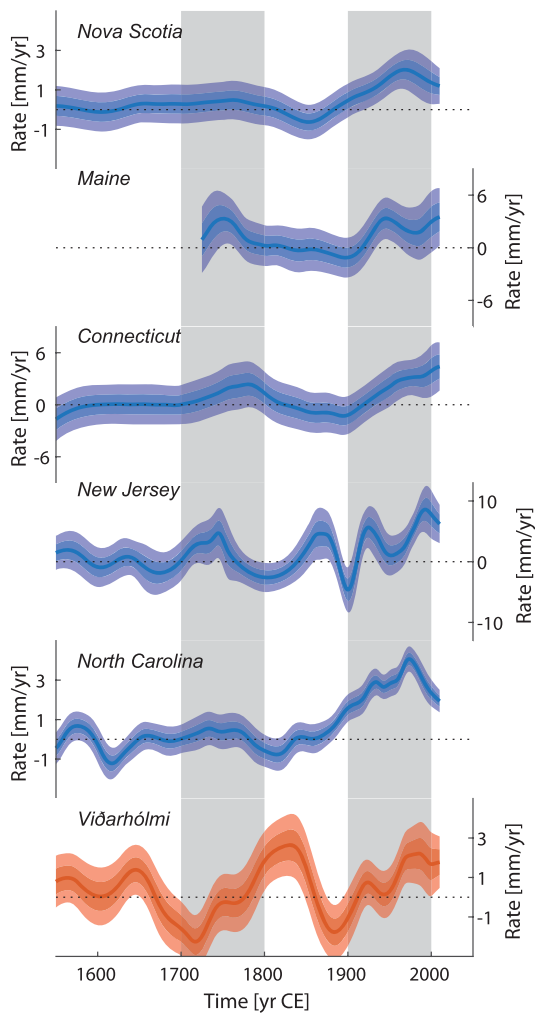 Nova Scotia
3
1
-1
Rate [mm/yr]
Maine
6
0
-6
Rate [mm/yr]
Connecticut
6
0
-6
Rate [mm/yr]
New Jersey
10
0
-10
Rate [mm/yr]
North Carolina
3
1
-1
Rate [mm/yr]
Viðarhólmi
3
1
-1
Rate [mm/yr]
1600 1700 1800 1900 2000
Time [yr CE]